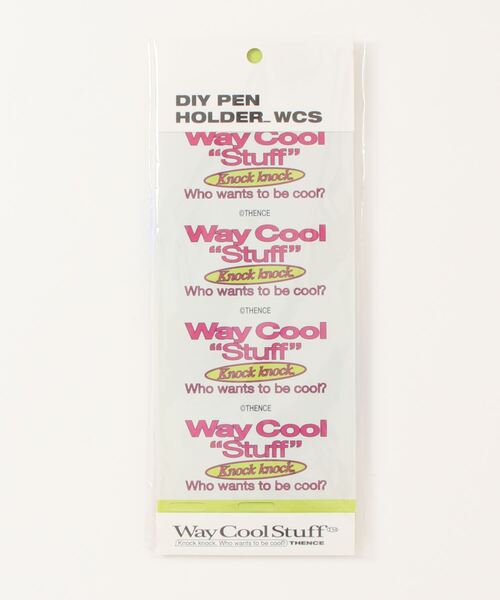 DIY PEN
HOLDER_ WCS
Way Cool
"Stuff"
Knock knock.
Who wants to be cool?
©THENCE
Way Cool
"Stuff"
Knock knock.
Who wants to be cool?
©THENCE
Way Cool
"Stuff"
Knock knock.
Who wants to be cool?
©THENCE
Way Cool
"Stuff"
Knock knock.
Who wants to be cool?
Way Cool Stuff
Knock knock. Who wants to be cool? THENCE